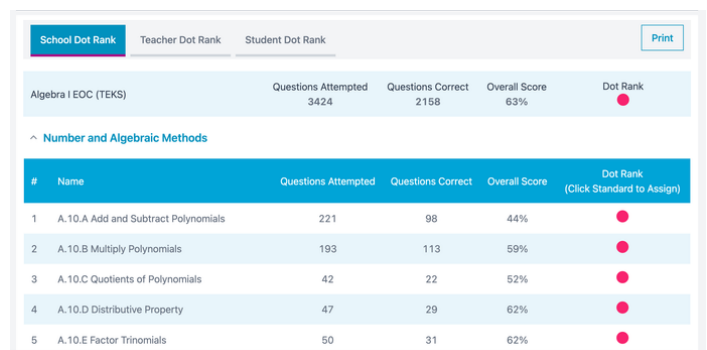 School Dot Rank Teacher Dot Rank Student Dot Rank Print
Questions Attempted Questions Correct Overall Score Dot Rank
Algebra I EOC (TEKS)
3424 2158 63%
Number and Algebraic Methods
# Name Questions Attempted Questions Correct Overall Score Dot Rank
(Click Standard to Assign)
1 A.10.A Add and Subtract Polynomials 221 98 44%
2 A.10.B Multiply Polynomials 193 113 59%
3 A.10.C Quotients of Polynomials 42 22 52%
4 A.10.D Distributive Property 47 29 62%
5 A.10.E Factor Trinomials 50 31 62%